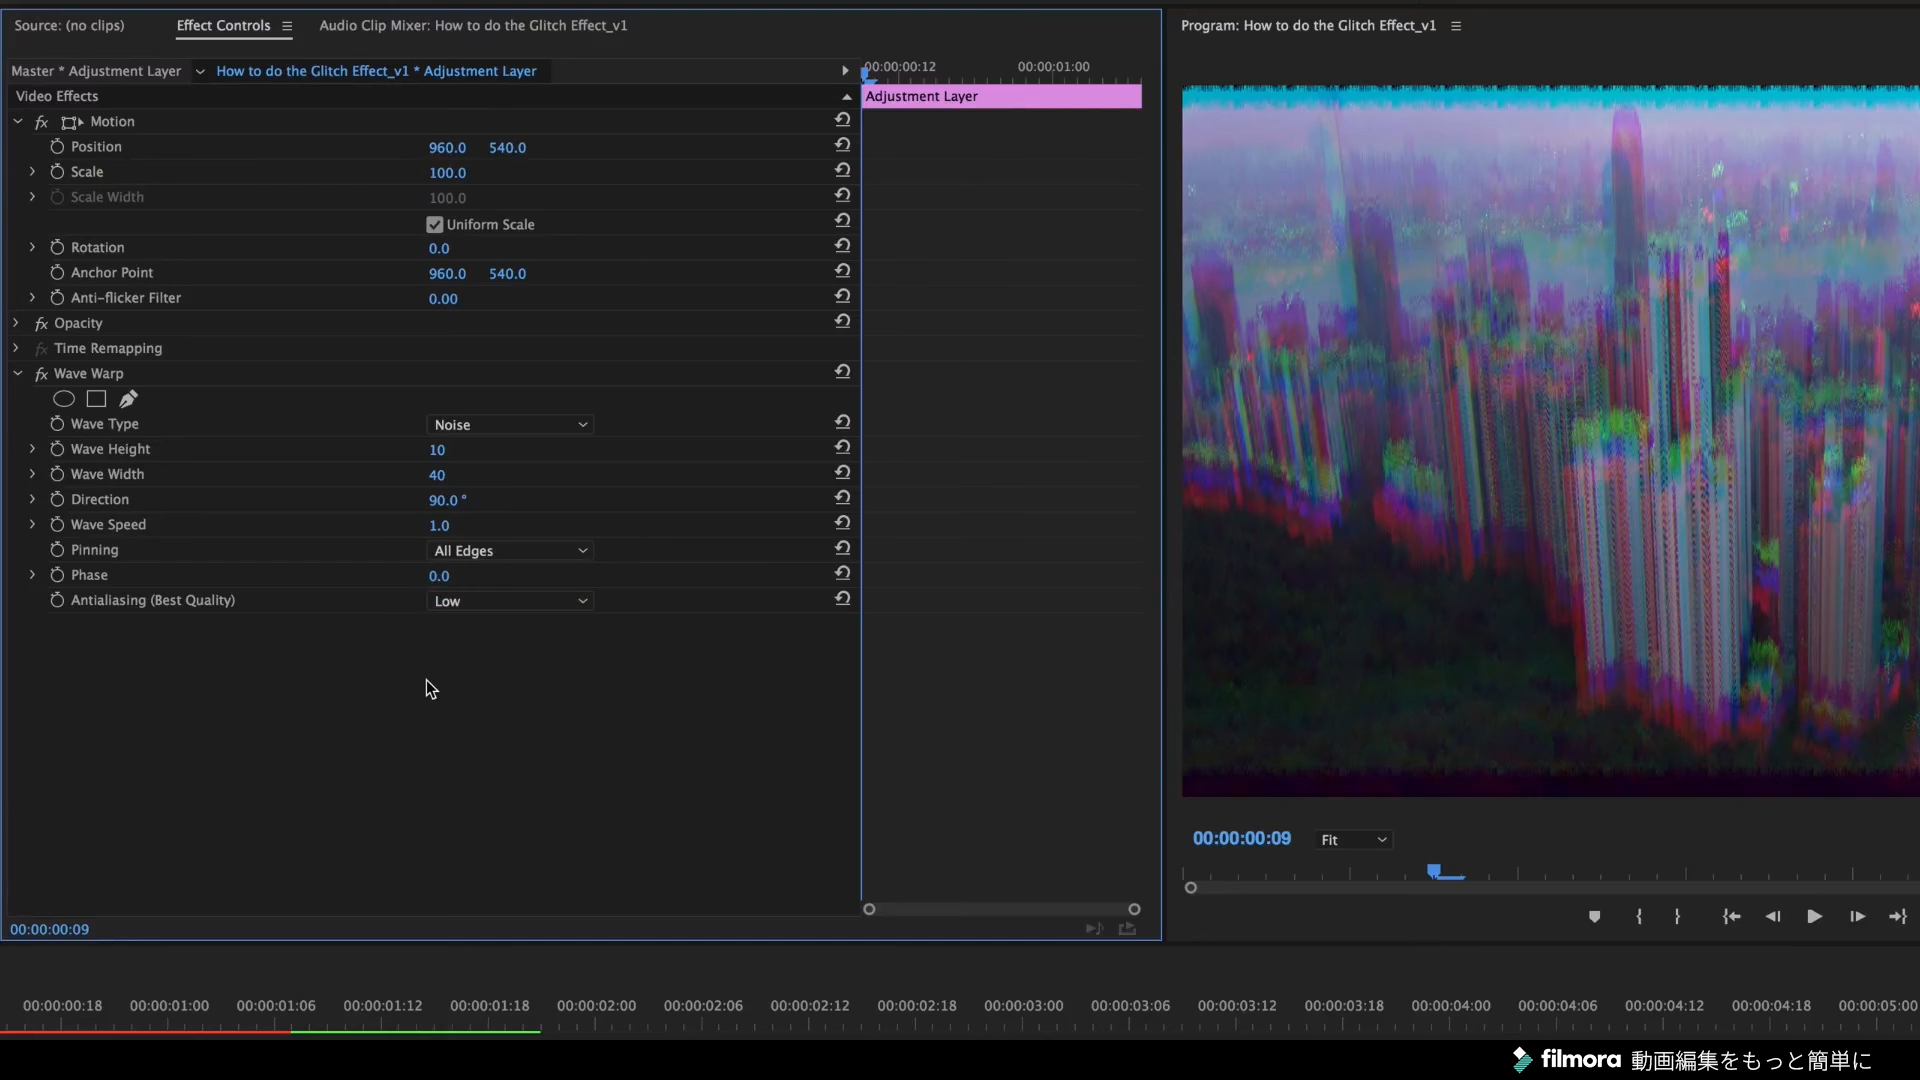 Source: (no clips) Effect Controls Audio Clip Mixer: How to do the Glitch Effect_v1
Program: How to do the Glitch Effect_v1
Master * Adjustment Layer How to do the Glitch Effect_v1 * Adjustment Layer
00:00:00:12 00:00:01:00
Video Effects
Adjustment Layer
fx Motion
Position 960.0 540.0
Scale 100.0
Scale Width 100.0
Uniform Scale
Rotation 0.0
Anchor Point 960.0 540.0
Anti-flicker Filter 0.00
fx Opacity
fx Time Remapping
fx Wave Warp
Wave Type Noise
Wave Height 10
Wave Width 40
Direction 90.0 °
Wave Speed 1.0
Pinning All Edges
Phase 0.0
Antialiasing (Best Quality) Low
00:00:00:09 Fit
00:00:00:09
00:00:00:18 00:00:01:00 00:00:01:06 00:00:01:12 00:00:01:18 00:00:02:00 00:00:02:06 00:00:02:12 00:00:02:18 00:00:03:00 00:00:03:06 00:00:03:12 00:00:03:18 00:00:04:00 00:00:04:06 00:00:04:12 00:00:04:18 00:00:05:00
filmora 動画編集をもっと簡単に